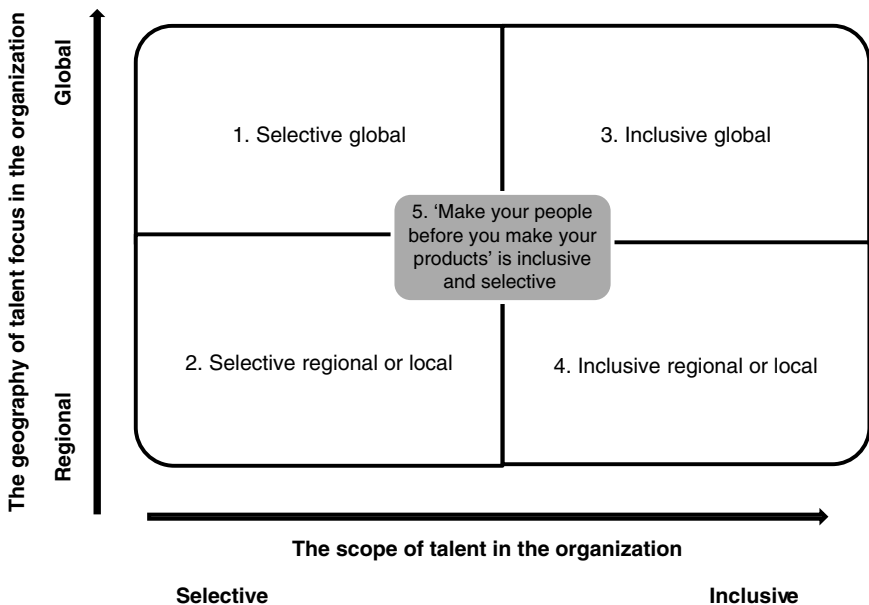 The geography of talent focus in the organization
Global
Regional
1. Selective global
3. Inclusive global
5. ‘Make your people
before you make your
products’ is inclusive
and selective
2. Selective regional or local
4. Inclusive regional or local
The scope of talent in the organization
Selective
Inclusive